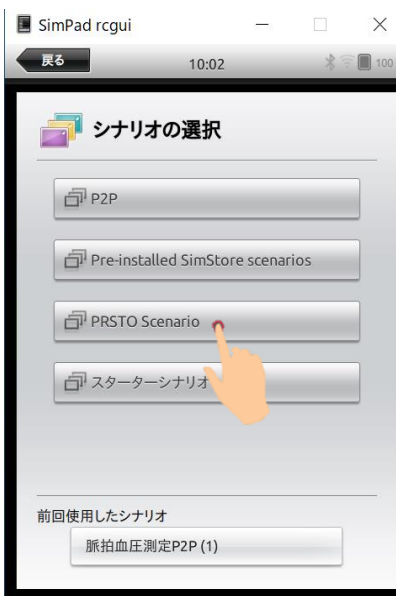 SimPad rcgui
戻る
10:02
100
シナリオの選択
P2P
Pre-installed SimStore scenarios
PRSTO Scenario
スターターシナリオ
前回使用したシナリオ
脈拍血圧測定P2P (1)